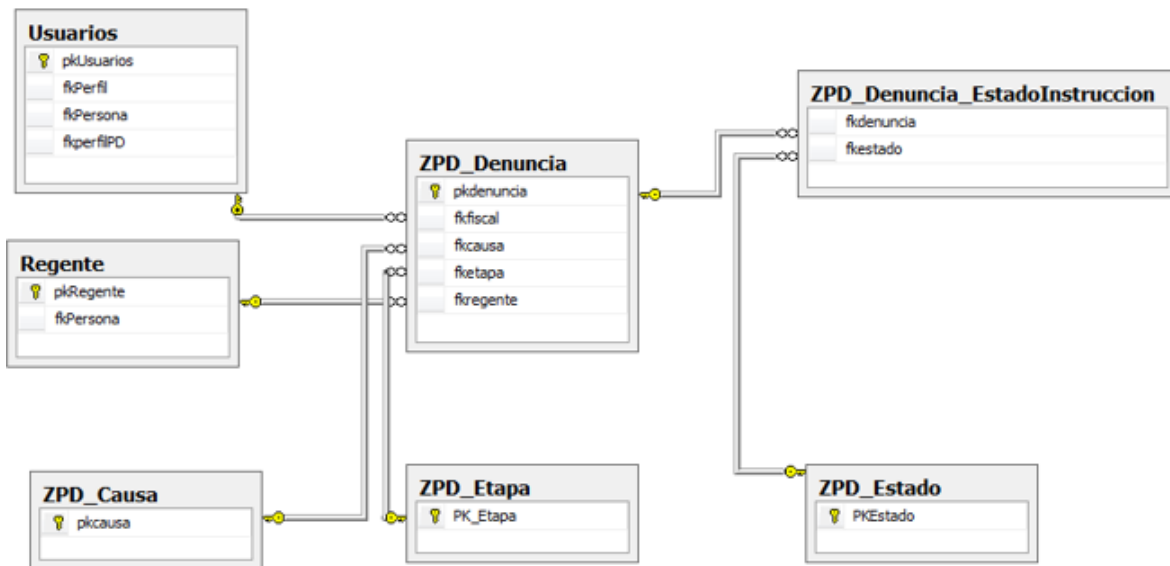 Usuarios
pkUsuarios
fkPerfil
fkPersona
fkperfilPD
Regente
pkRegente
fkPersona
ZPD_Causa
pkcausa
ZPD_Denuncia
pkdenuncia
fkfiscal
fkcausa
fketapa
fkregente
ZPD_Etapa
PK_Etapa
ZPD_Denuncia_EstadoInstruccion
fkdenuncia
fkestado
ZPD_Estado
PKEstado